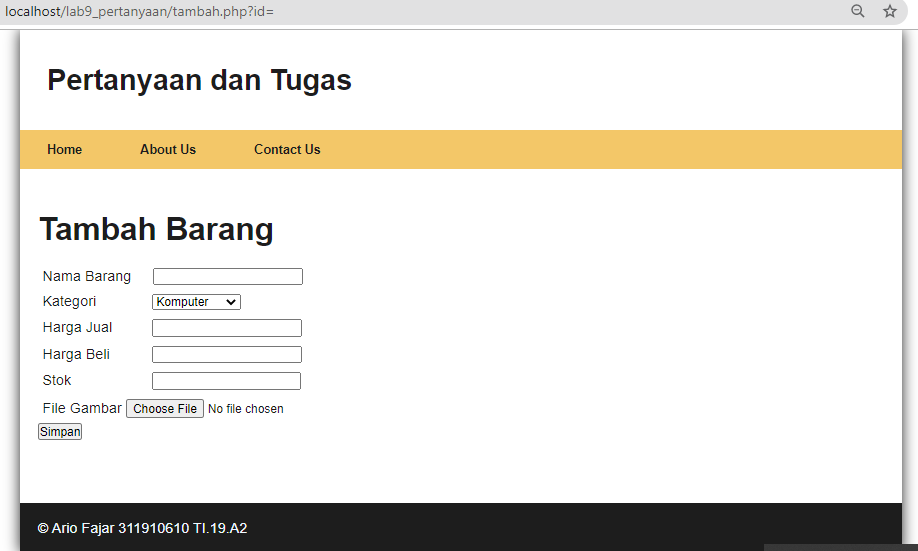 localhost/lab9_pertanyaan/tambah.php?id=
Pertanyaan dan Tugas
Home About Us Contact Us
Tambah Barang
Nama Barang
Kategori Komputer
Harga Jual
Harga Beli
Stok
File Gambar Choose File No file chosen
Simpan
© Ario Fajar 311910610 TI.19.A2